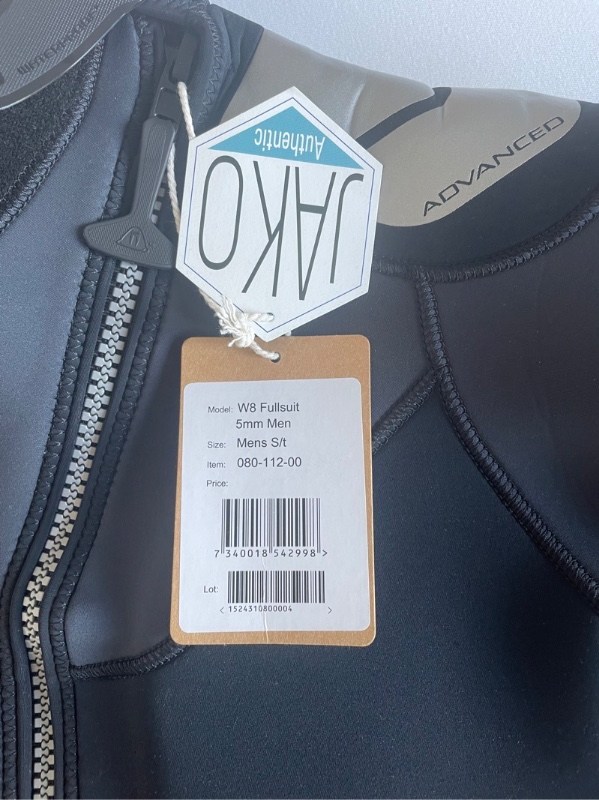 WATERPROOF
ADVANCED
Authentic
JAKO
Model: W8 Fullsuit
5mm Men
Size: Mens S/t
Item: 080-112-00
Price:
7 340018 542998 >
Lot:
< 1524310800004 >